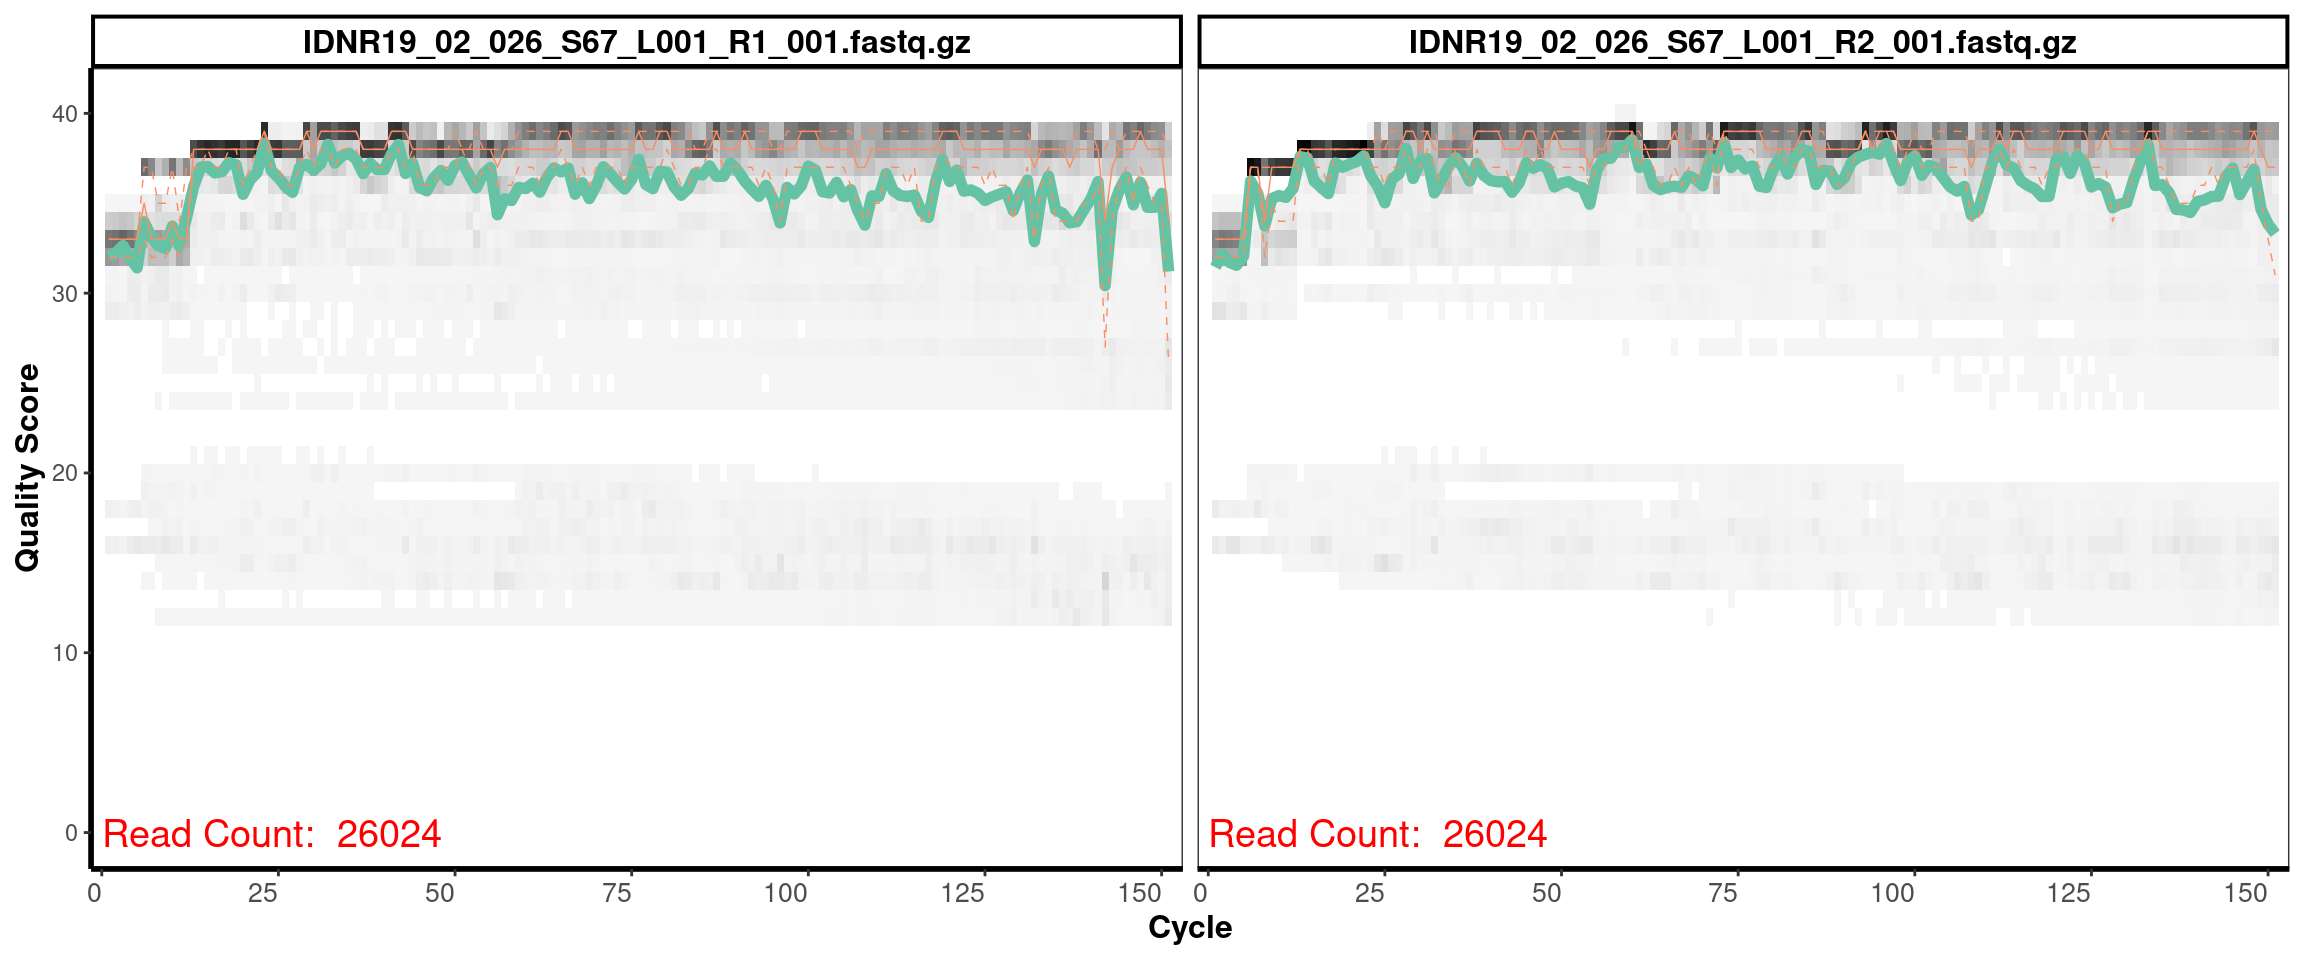 IDNR19_02_026_S67_L001_R1_001.fastq.gz
IDNR19_02_026_S67_L001_R2_001.fastq.gz
Quality Score
40
30
20
10
0
Read Count:  26024
Read Count:  26024
0 25 50 75 100 125 150
0 25 50 75 100 125 150
Cycle